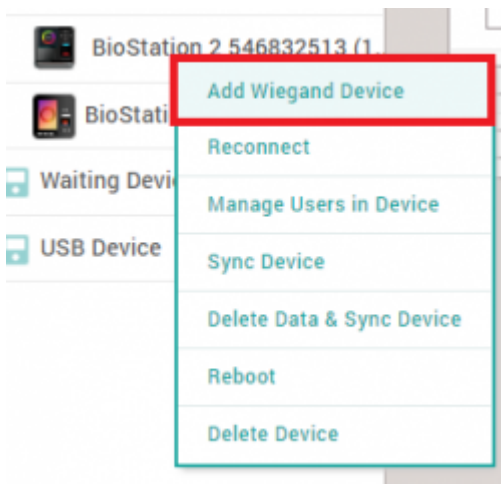 BioStation 2 546832513 (1.
Add Wiegand Device
BioStati
Reconnect
Waiting Devi
Manage Users in Device
USB Device
Sync Device
Delete Data & Sync Device
Reboot
Delete Device